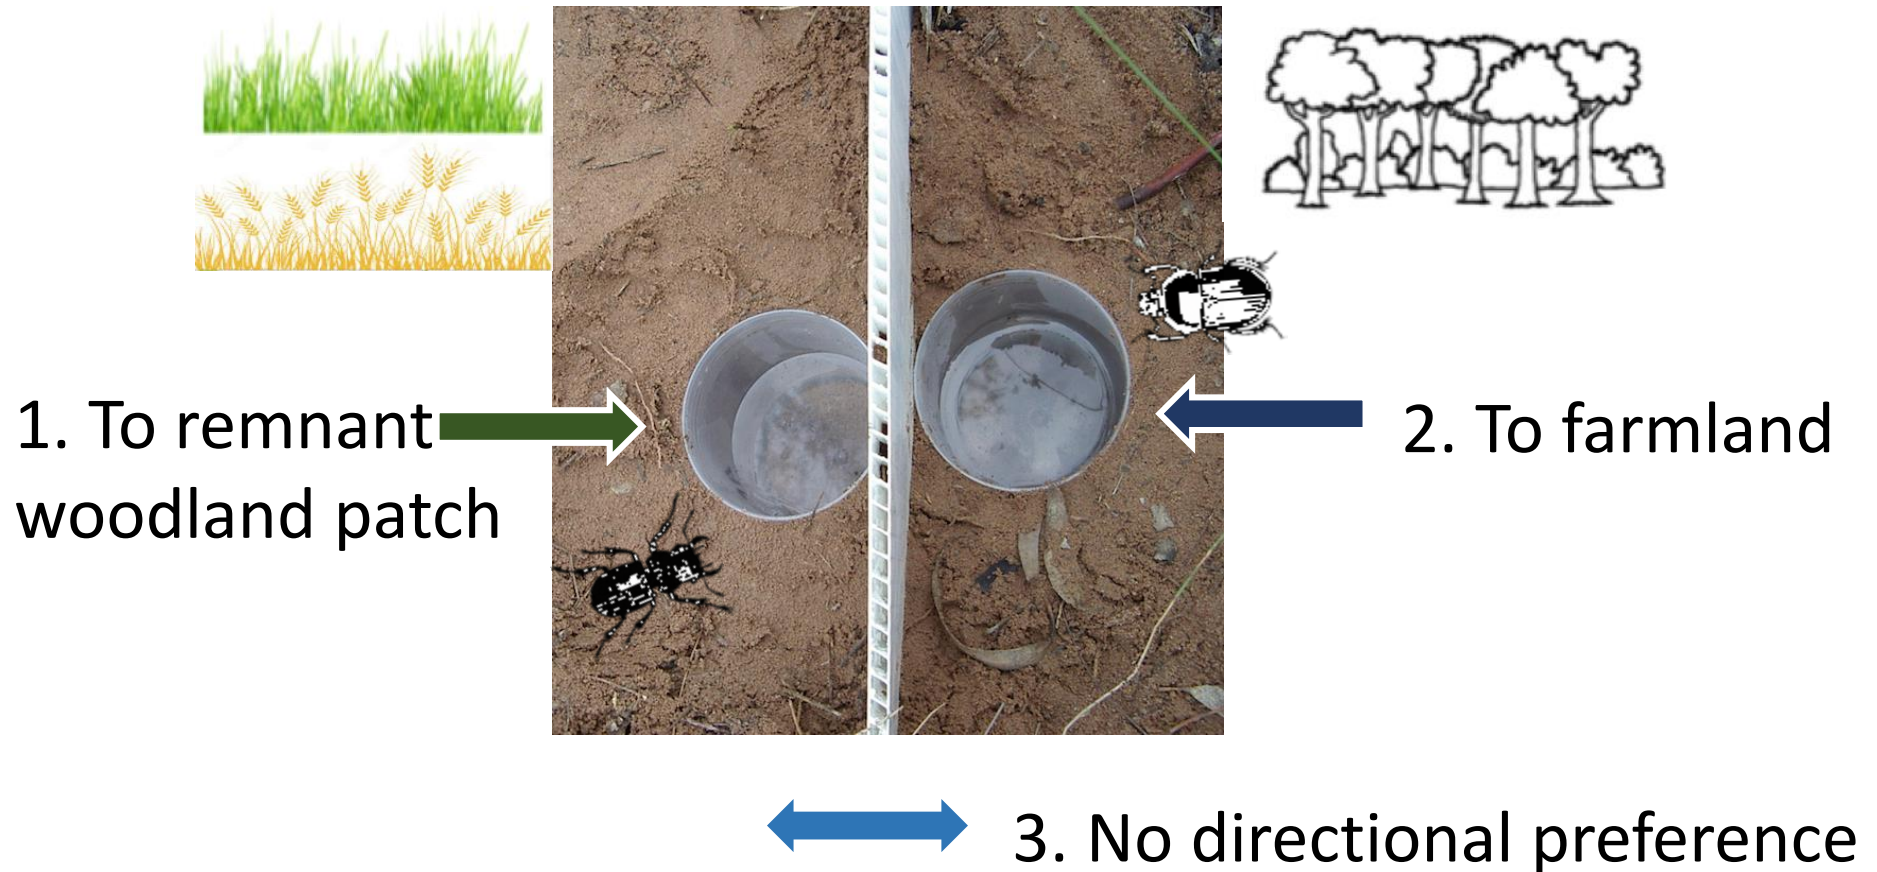 1. To remnant
woodland patch
2. To farmland
3. No directional preference